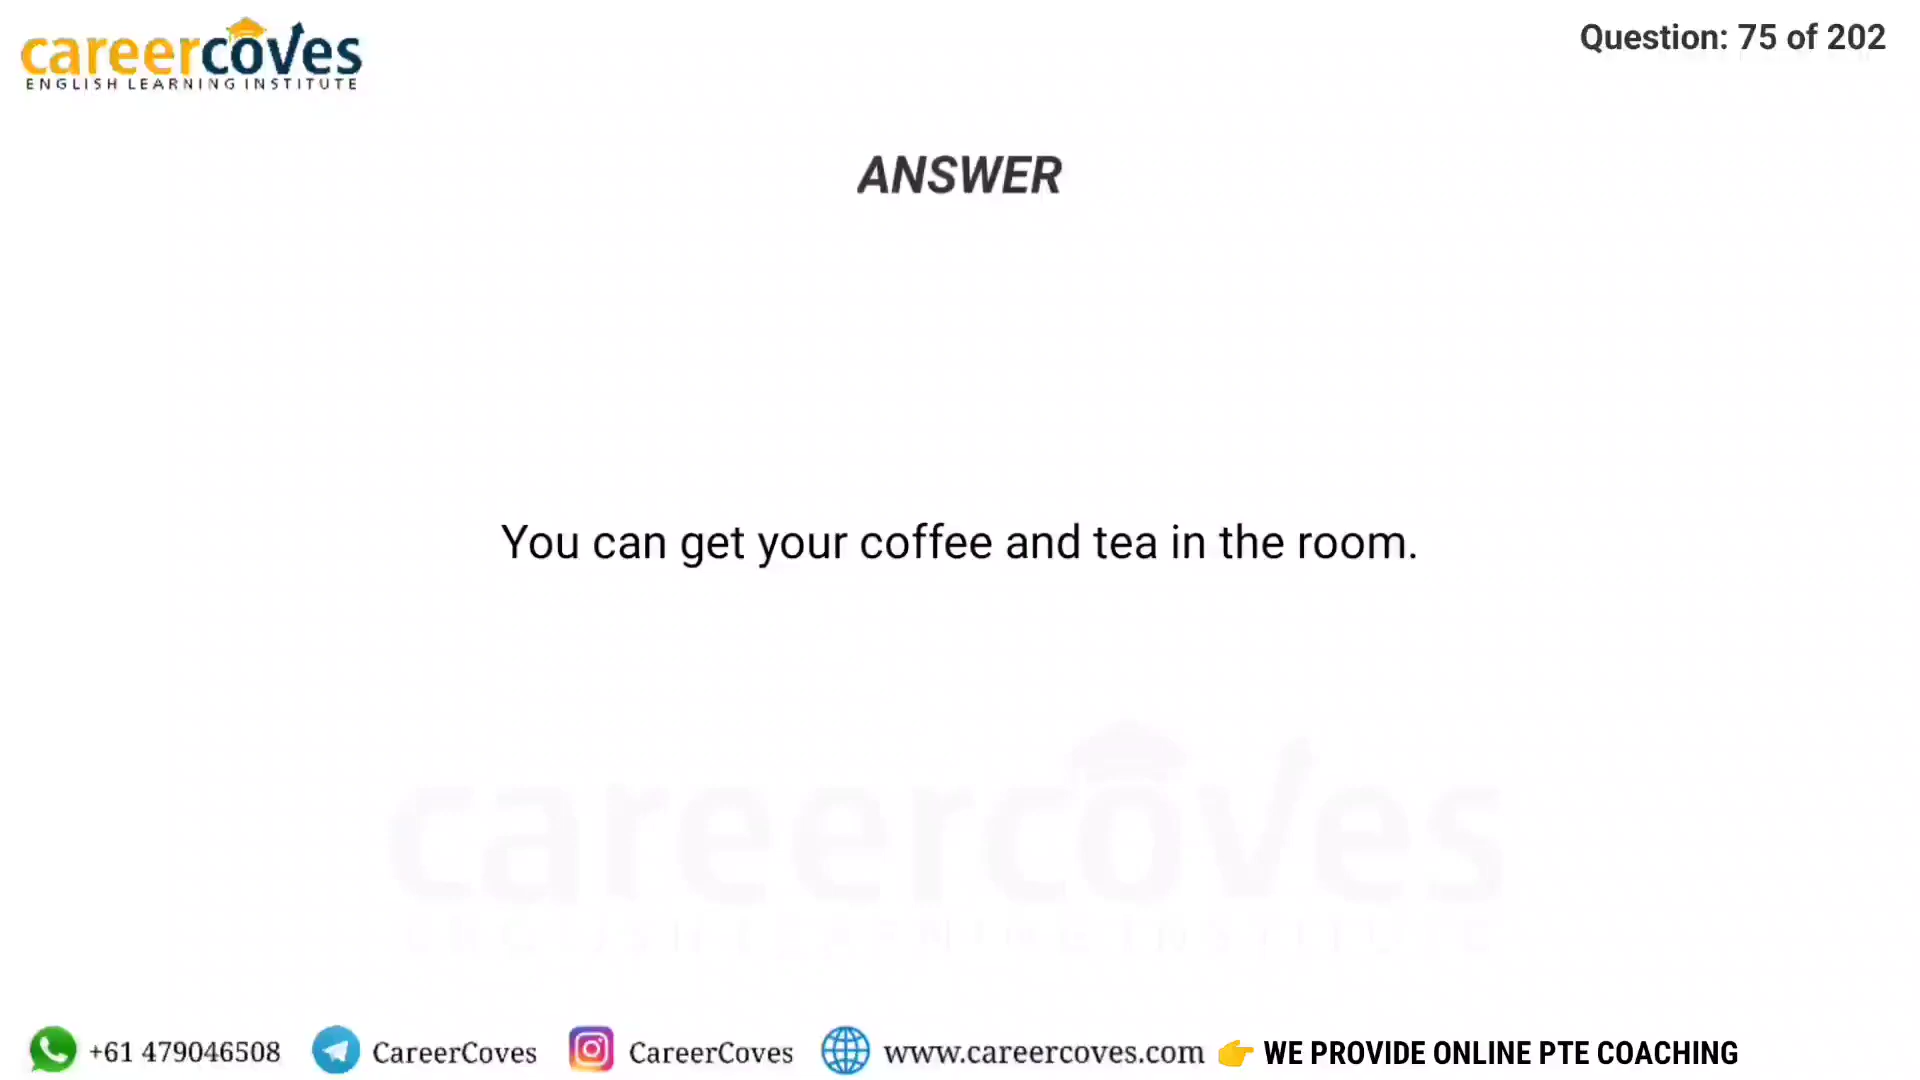 careercoves
ENGLISH LEARNING INSTITUTE
Question: 75 of 202
ANSWER
You can get your coffee and tea in the room.
careercoves
+61 479046508 CareerCoves CareerCoves www.careercoves.com WE PROVIDE ONLINE PTE COACHING